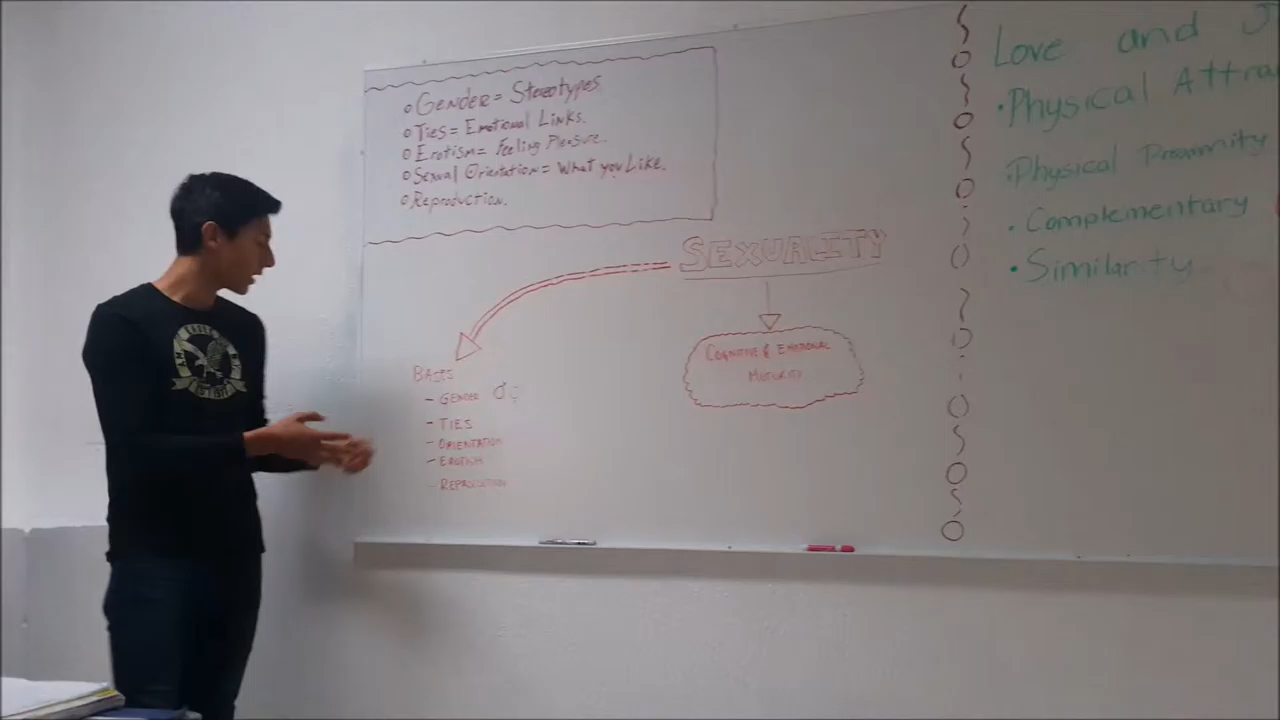 Gender= Stereotypes
Ties= Emotional Links.
Erotism= Feeling Pleasure.
Sexual Orientation= What you Like.
Reproduction.
SEXUALITY
COGNITIVE & EMOTIONAL
MATURITY
BASIS
- GENDER ♂♀
- TIES
- ORIENTATION
- EROTISM
- REPRODUCTION
Love and
• Physical Attra
• Physical Proximity
• Complementary
• Similarity